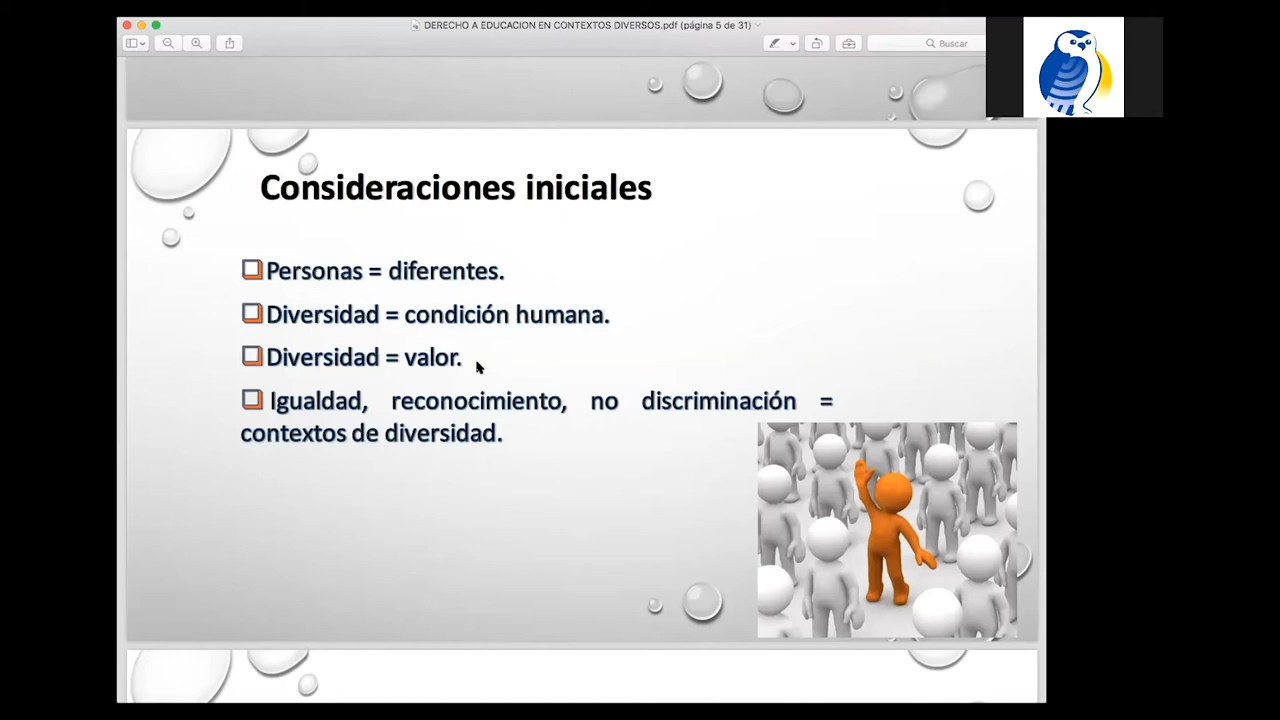 DERECHO A EDUCACION EN CONTEXTOS DIVERSOS.pdf (página 5 de 31)
Buscar
Consideraciones iniciales
Personas = diferentes.
Diversidad = condición humana.
Diversidad = valor.
Igualdad, reconocimiento, no discriminación =
contextos de diversidad.